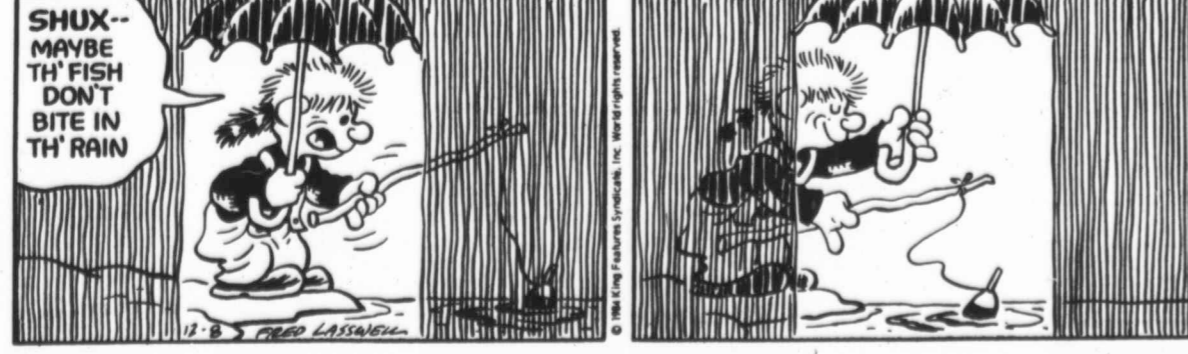 SHUX--
MAYBE
TH' FISH
DON'T
BITE IN
TH' RAIN
12-8 FRED LASSWELL
© 1984 King Features Syndicate, Inc. World rights reserved.